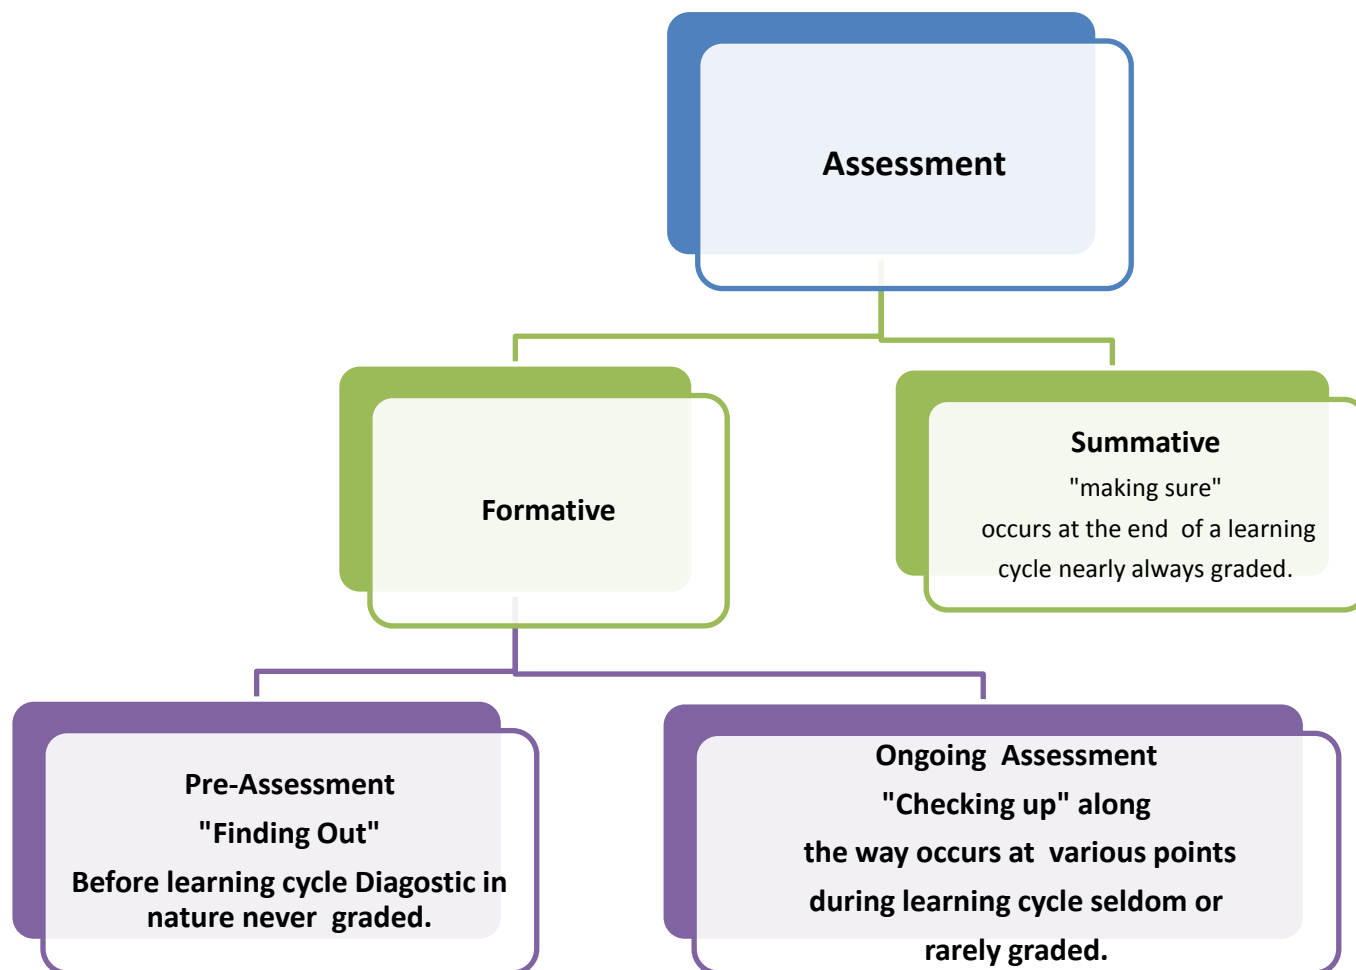 Assessment
Formative
Summative
"making sure"
occurs at the end of a learning
cycle nearly always graded.
Pre-Assessment
"Finding Out"
Before learning cycle Diagostic in
nature never graded.
Ongoing Assessment
"Checking up" along
the way occurs at various points
during learning cycle seldom or
rarely graded.